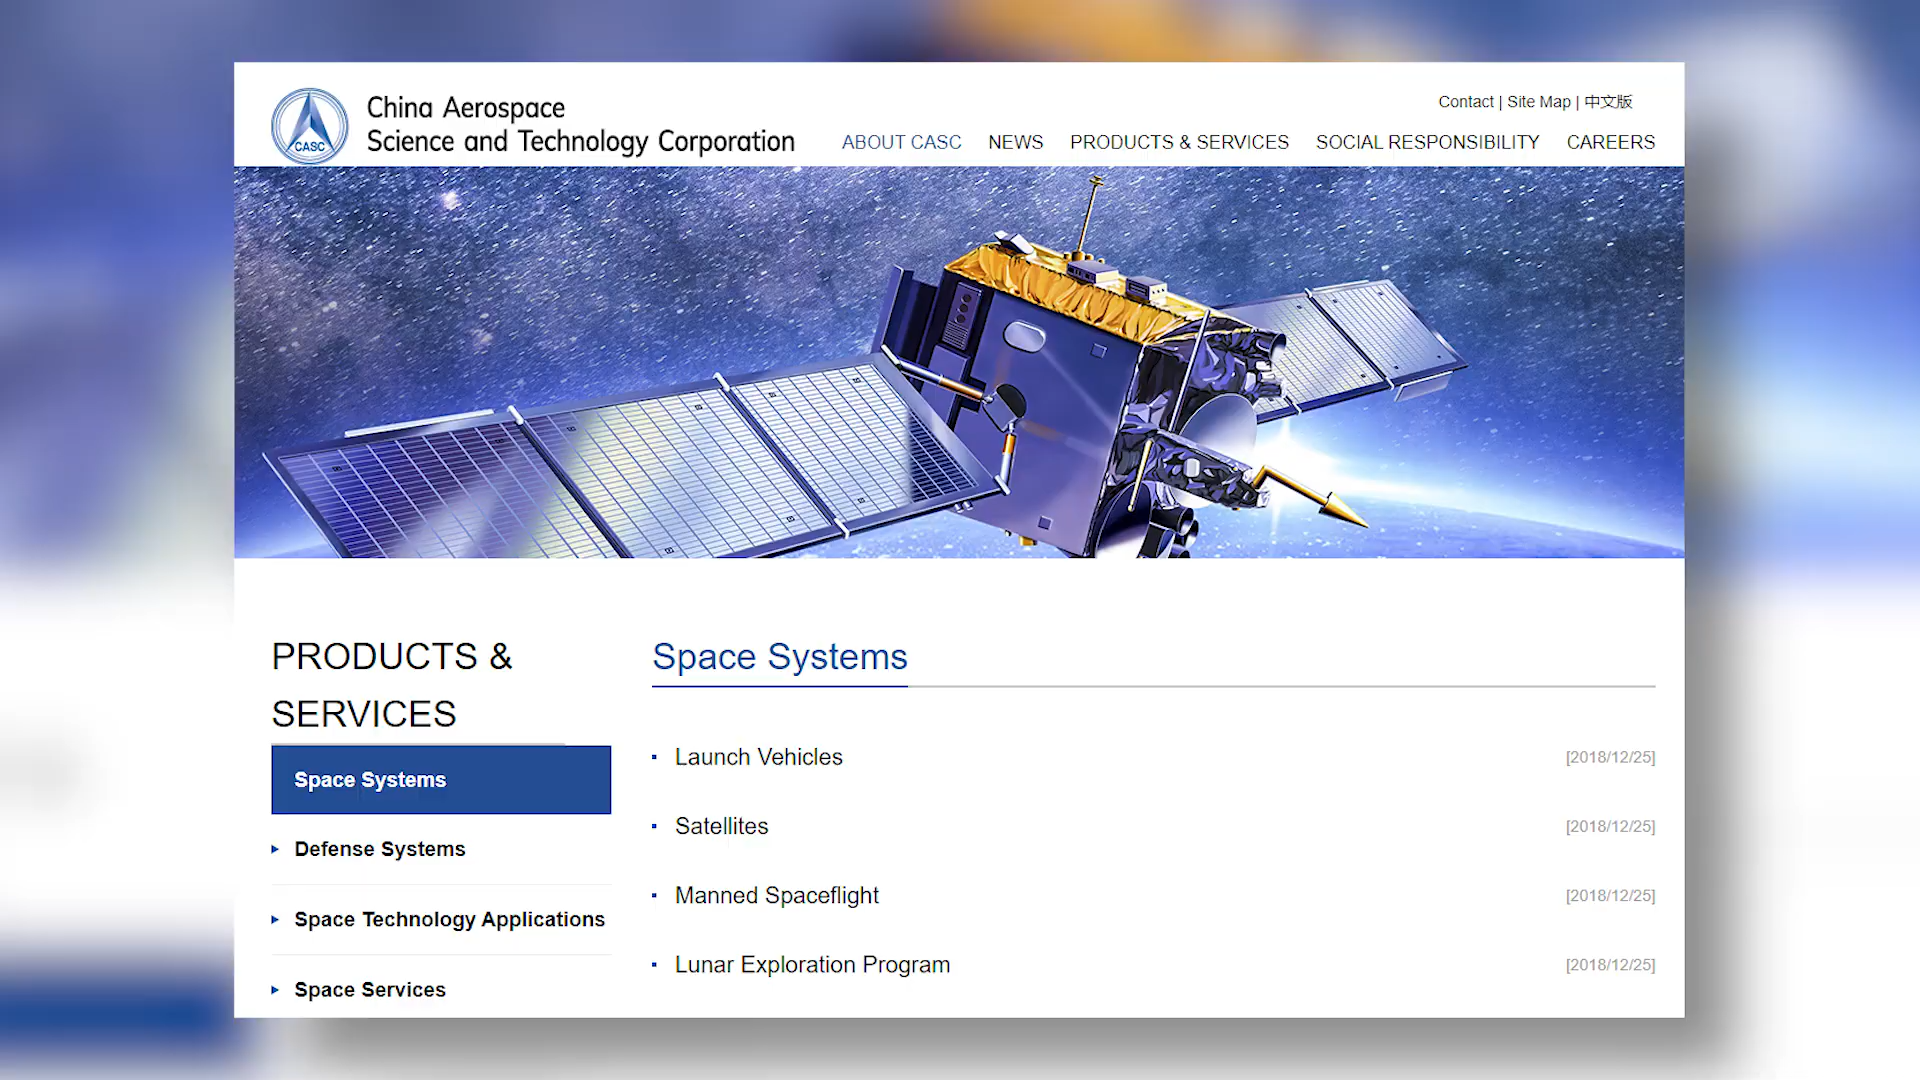 CASC
China Aerospace
Science and Technology Corporation
Contact | Site Map | 中文版
ABOUT CASC NEWS PRODUCTS & SERVICES SOCIAL RESPONSIBILITY CAREERS
PRODUCTS &
SERVICES
Space Systems
Defense Systems
Space Technology Applications
Space Services
Space Systems
Launch Vehicles [2018/12/25]
Satellites [2018/12/25]
Manned Spaceflight [2018/12/25]
Lunar Exploration Program [2018/12/25]